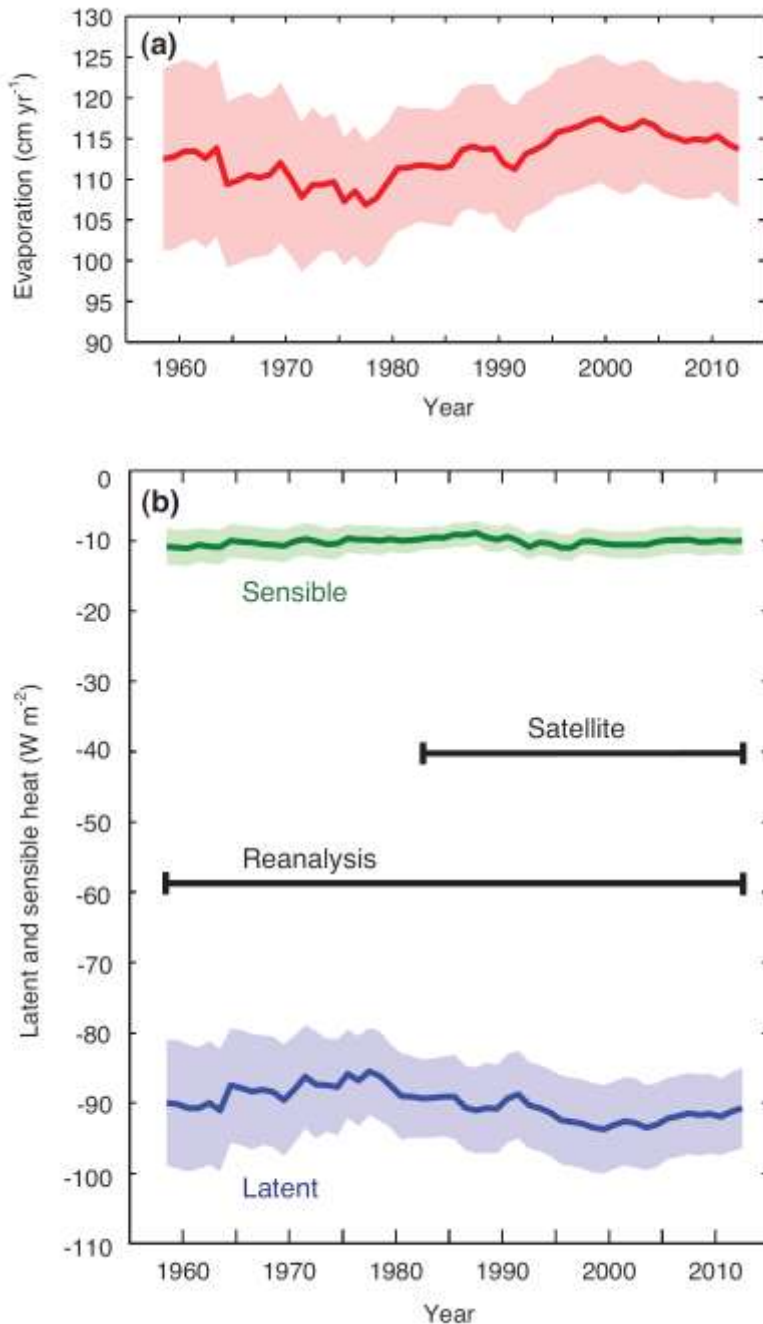 130
(a)
125
120
115
110
105
100
95
90
Evaporation (cm yr⁻¹)
1960 1970 1980 1990 2000 2010
Year
0
(b)
-10
Sensible
-20
-30
Satellite
-40
-50
Reanalysis
-60
-70
-80
-90
-100
Latent
-110
Latent and sensible heat (W m⁻²)
1960 1970 1980 1990 2000 2010
Year